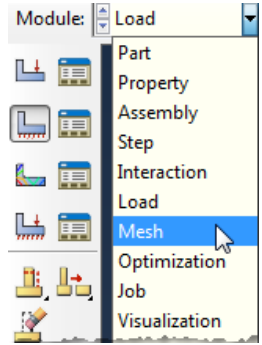 Module: Load
Part
Property
Assembly
Step
Interaction
Load
Mesh
Optimization
Job
Visualization